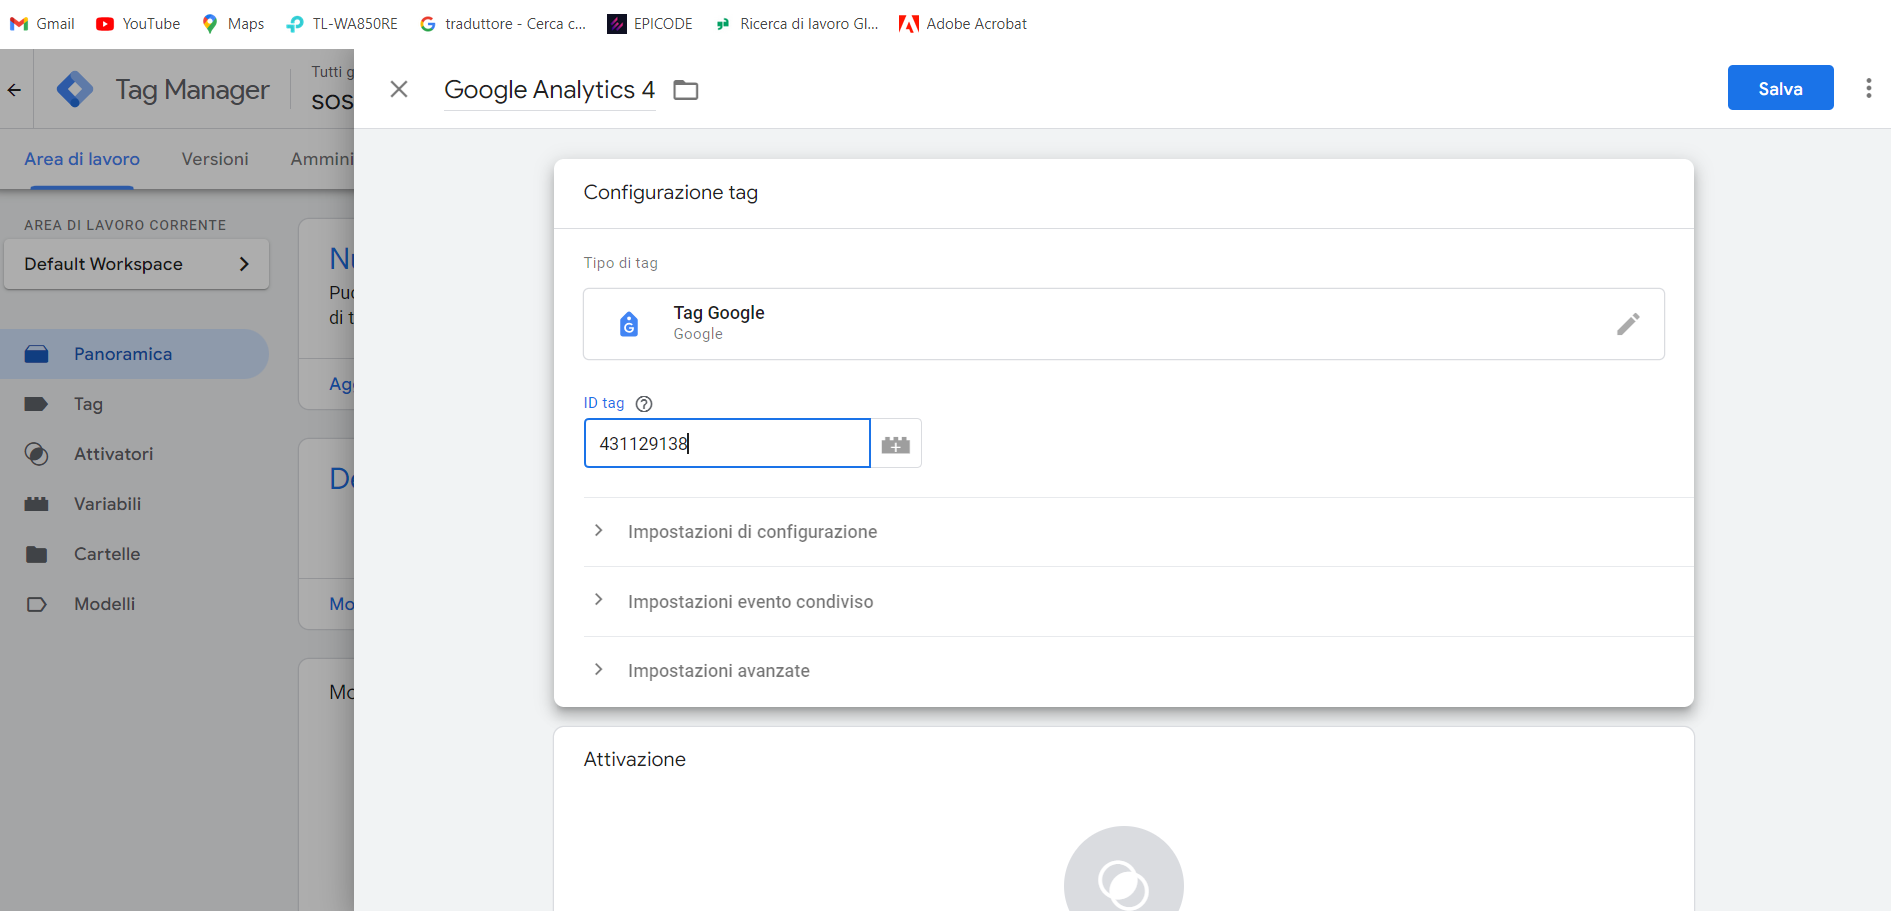 Gmail YouTube Maps TL-WA850RE traduttore - Cerca c... EPICODE Ricerca di lavoro Gl... Adobe Acrobat
Tag Manager
Tutti g
sos
Google Analytics 4
Salva
Area di lavoro Versioni Ammini
AREA DI LAVORO CORRENTE
Default Workspace
Panoramica
Tag
Attivatori
Variabili
Cartelle
Modelli
Nu
Puo
di t
Agg
De
Mo
Mo
Configurazione tag
Tipo di tag
Tag Google
Google
ID tag
431129138
Impostazioni di configurazione
Impostazioni evento condiviso
Impostazioni avanzate
Attivazione